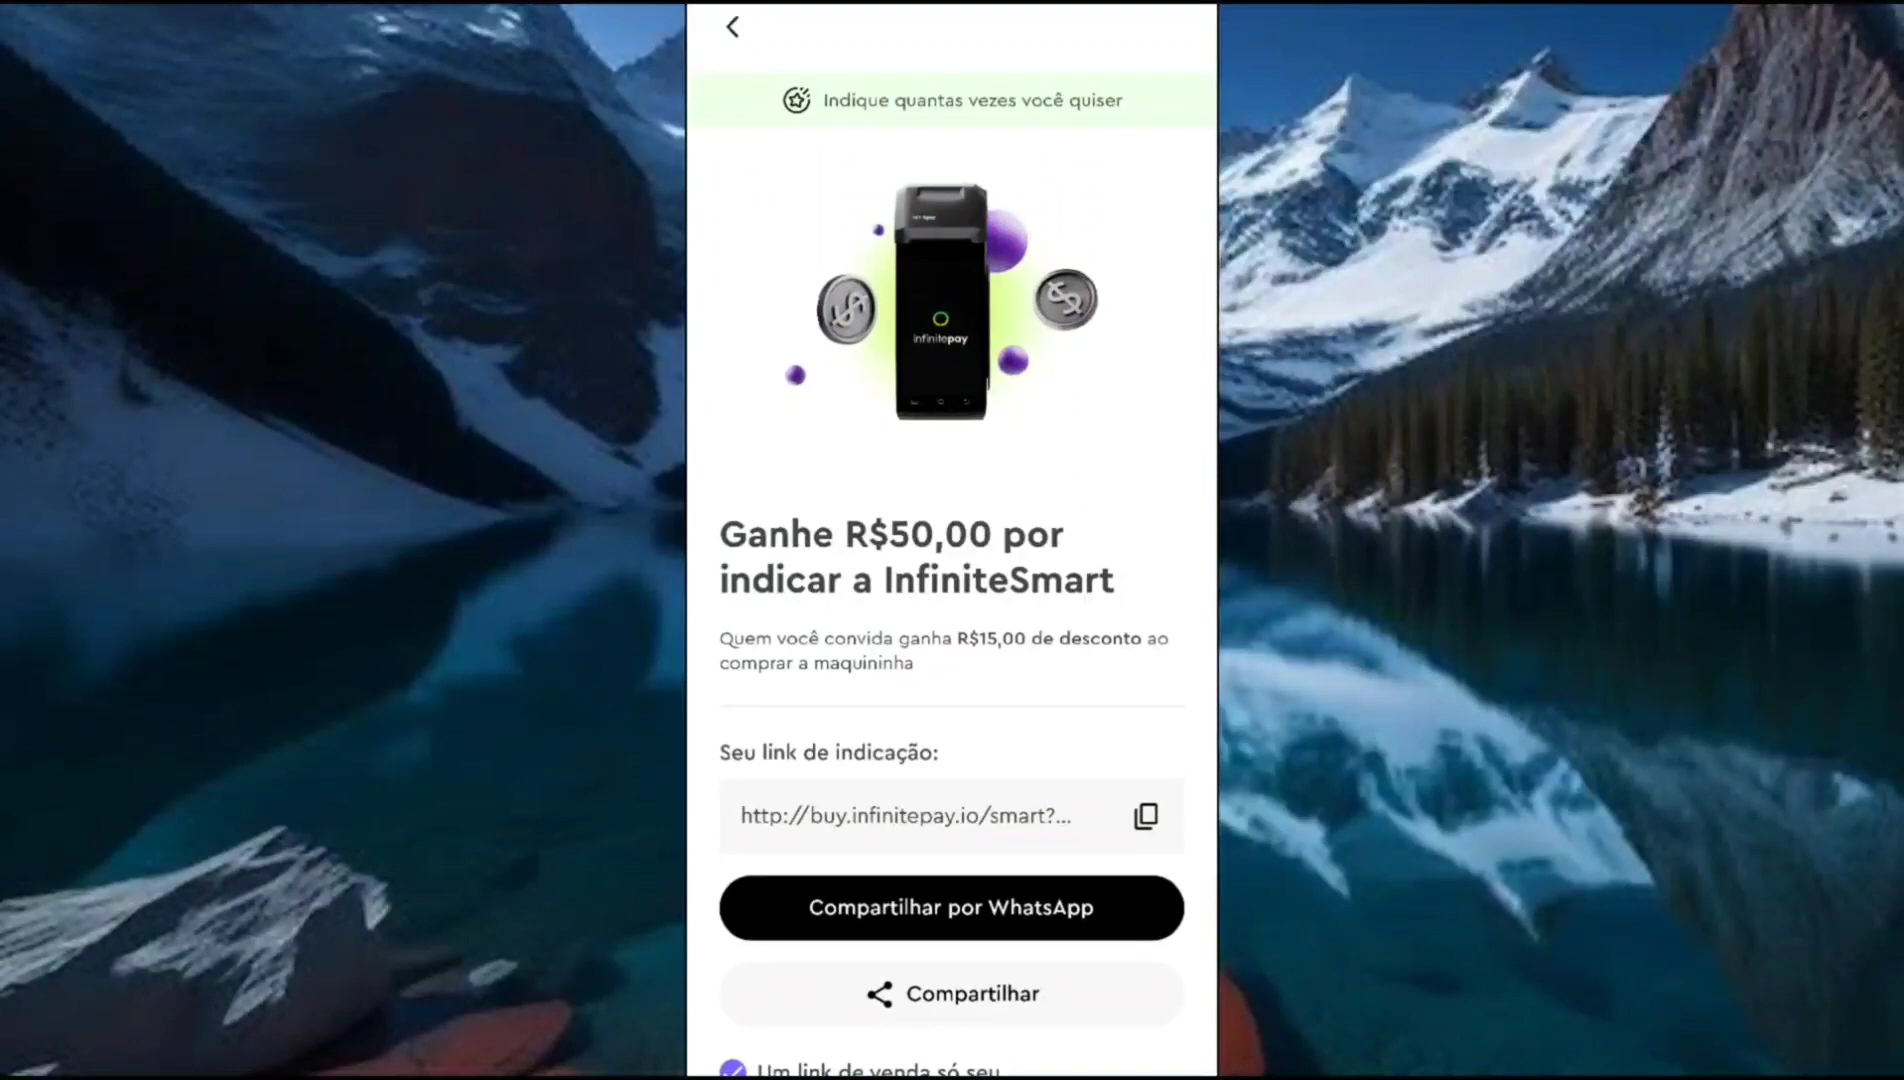 Indique quantas vezes você quiser
infinitepay
Ganhe R$50,00 por
indicar a InfiniteSmart
Quem você convida ganha R$15,00 de desconto ao
comprar a maquininha
Seu link de indicação:
http://buy.infinitepay.io/smart?...
Compartilhar por WhatsApp
Compartilhar
Um link de venda só seu